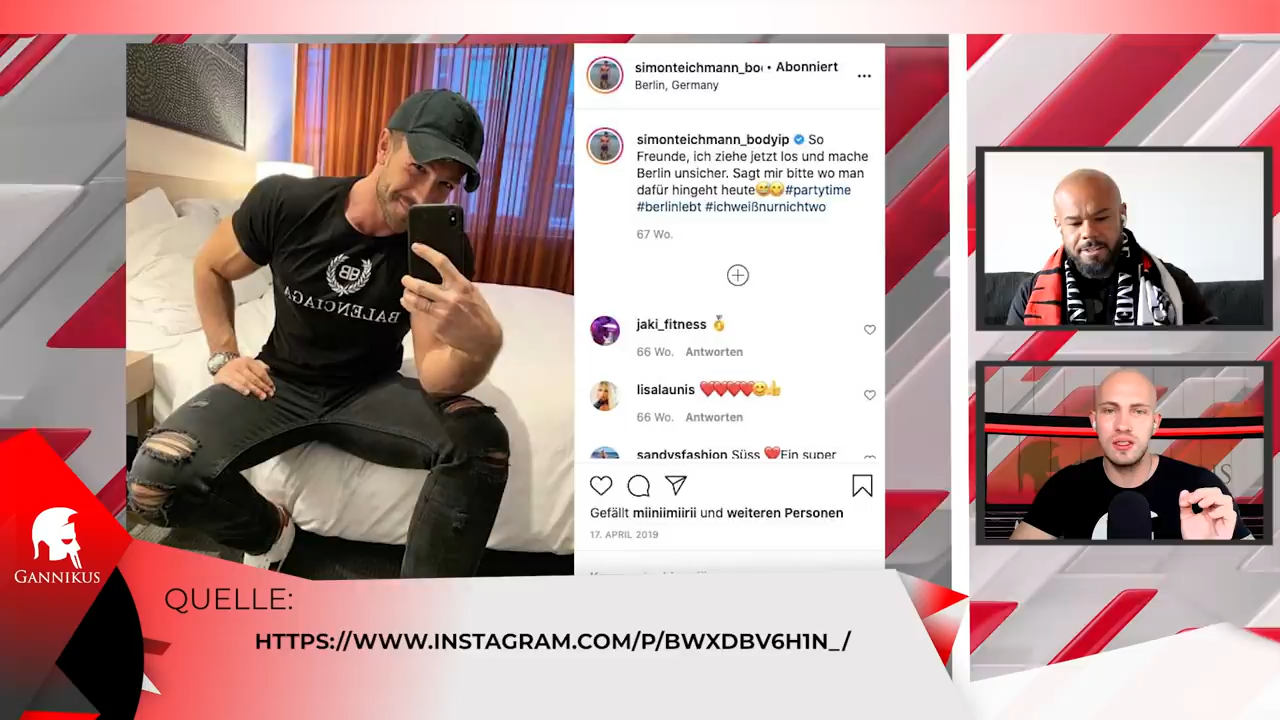 simonteichmann_bo • Abonniert
Berlin, Germany
simonteichmann_bodyip So
Freunde, ich ziehe jetzt los und mache
Berlin unsicher. Sagt mir bitte wo man
dafür hingeht heute😅😋#partytime
#berlinlebt #ichweißnurnichtwo
67 Wo.
jaki_fitness 🥇
66 Wo. Antworten
lisalaunis ❤️❤️❤️❤️😊👍
66 Wo. Antworten
sandysfashion Süss ❤️Ein super
Gefällt miiniimiirii und weiteren Personen
17. APRIL 2019
BB
BALENCIAGA
GANNIKUS
QUELLE:
HTTPS://WWW.INSTAGRAM.COM/P/BWXDBV6H1N_/